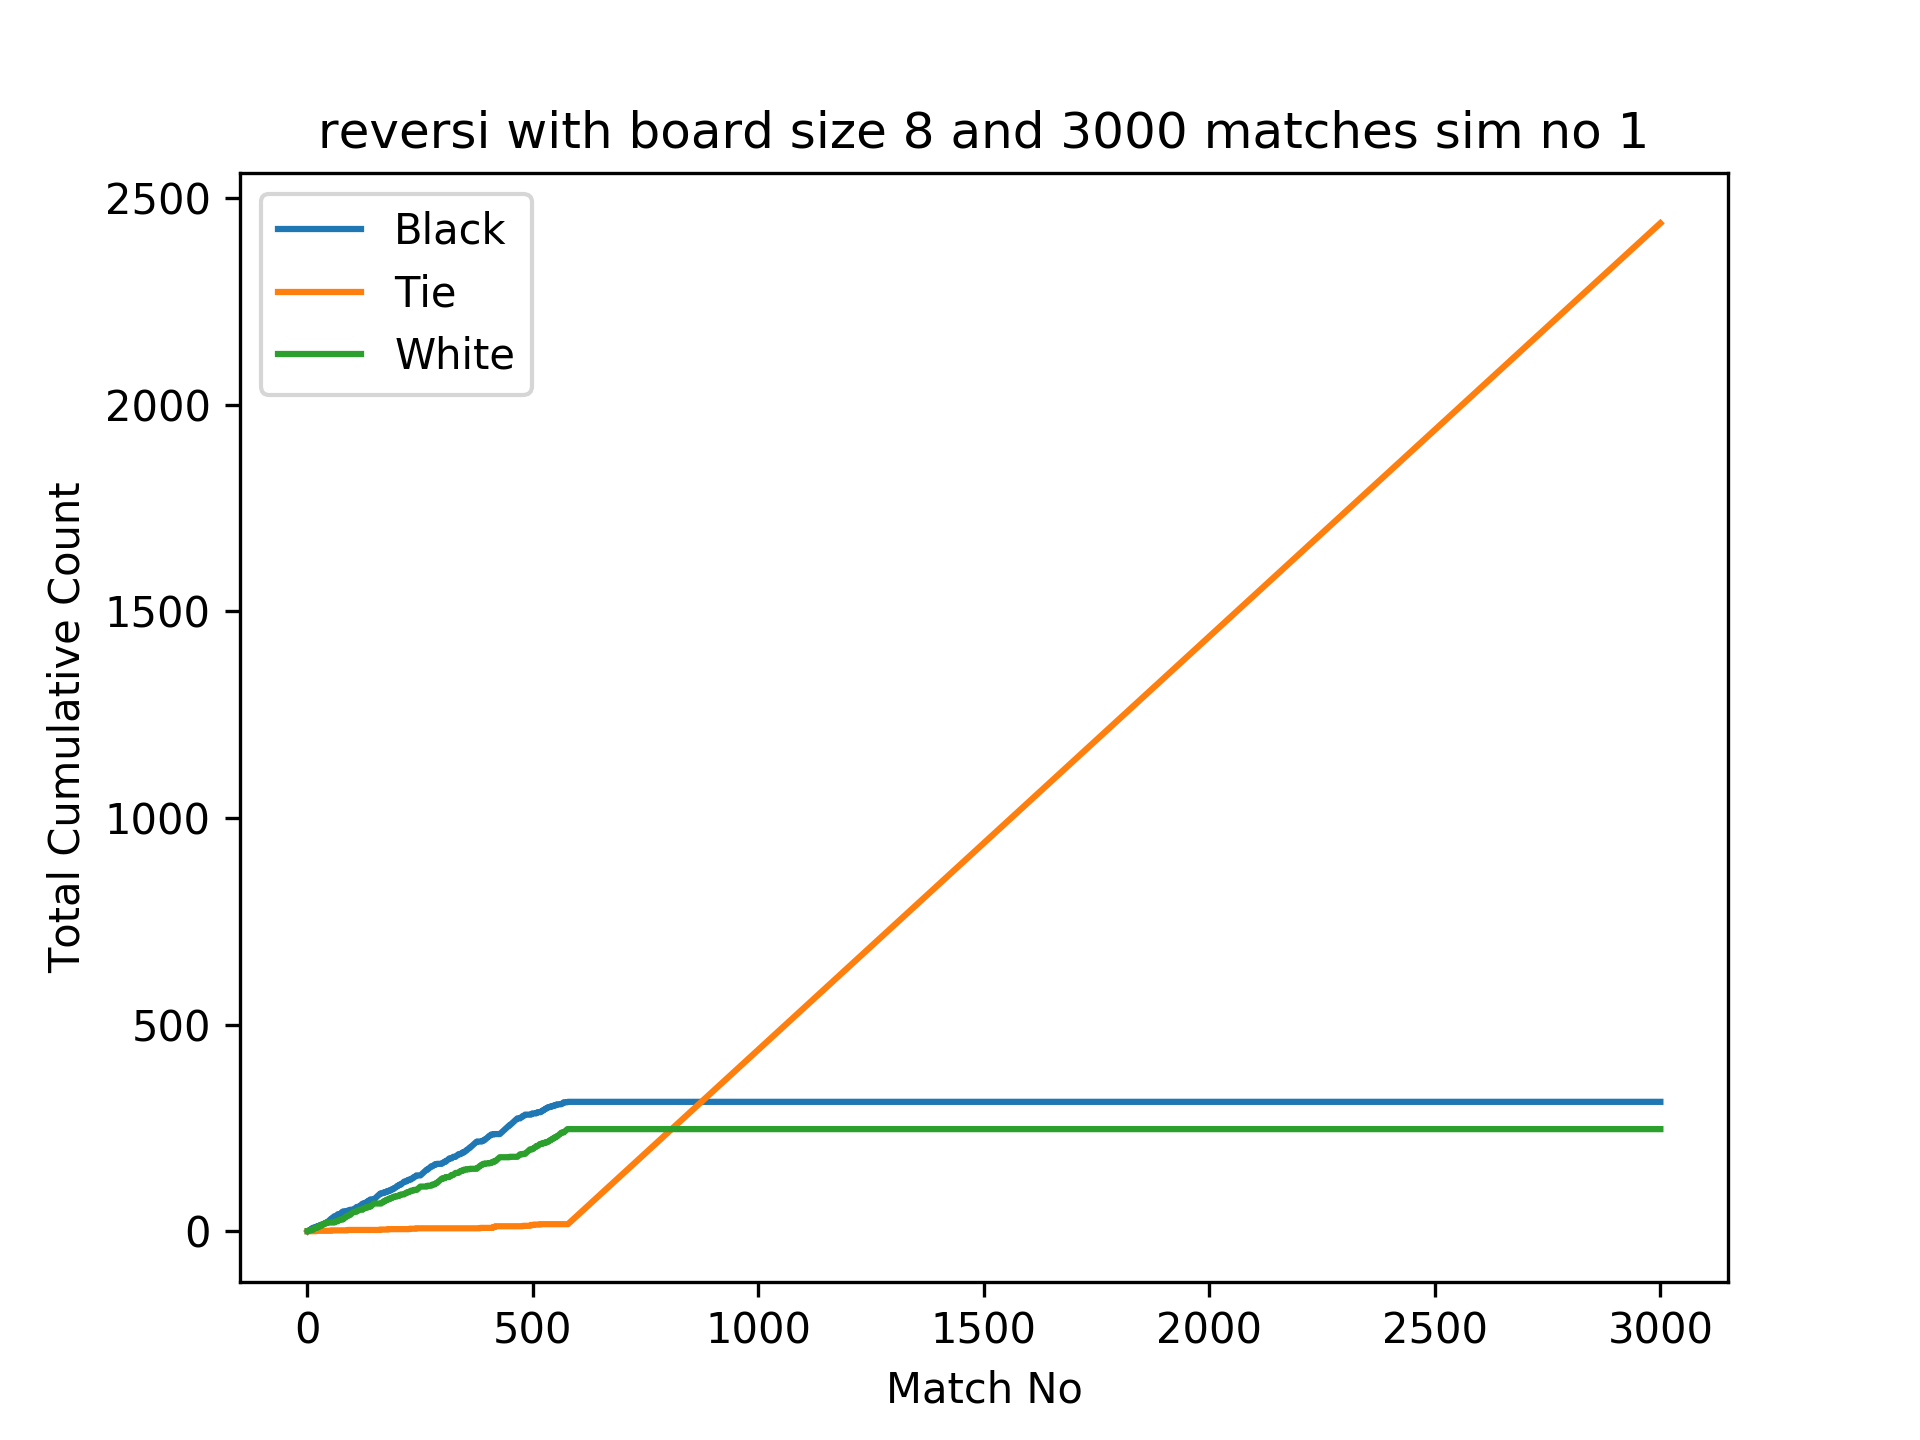 reversi with board size 8 and 3000 matches sim no 1
2500
2000
1500
1000
500
0
Total Cumulative Count
Black
Tie
White
0 500 1000 1500 2000 2500 3000
Match No